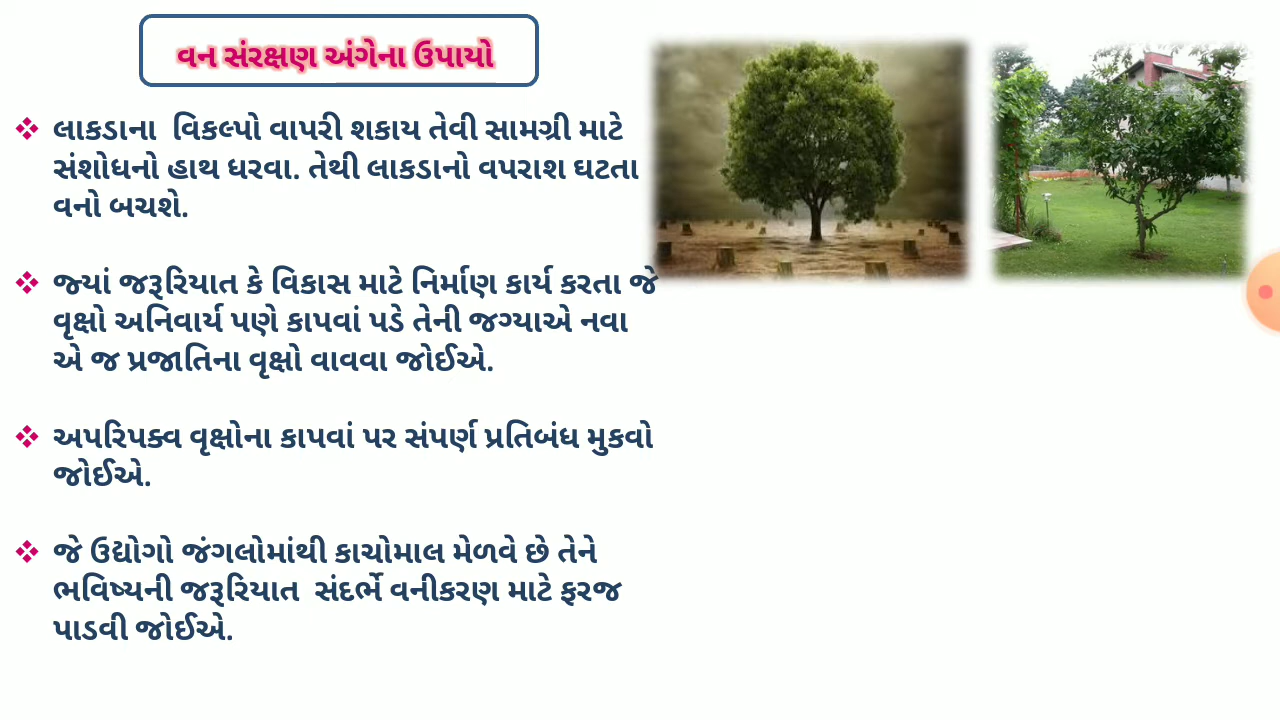 વન સંરક્ષણ અંગેના ઉપાયો
લાકડાના વિકલ્પો વાપરી શકાય તેવી સામગ્રી માટે
સંશોધનો હાથ ધરવા. તેથી લાકડાનો વપરાશ ઘટતા
વનો બચશે.
જ્યાં જરૂરિયાત કે વિકાસ માટે નિર્માણ કાર્ય કરતા જે
વૃક્ષો અનિવાર્ય પણે કાપવાં પડે તેની જગ્યાએ નવા
એ જ પ્રજાતિના વૃક્ષો વાવવા જોઈએ.
અપરિપક્વ વૃક્ષોના કાપવાં પર સંપર્ણ પ્રતિબંધ મુકવો
જોઈએ.
જે ઉદ્યોગો જંગલોમાંથી કાચોમાલ મેળવે છે તેને
ભવિષ્યની જરૂરિયાત સંદર્ભે વનીકરણ માટે ફરજ
પાડવી જોઈએ.